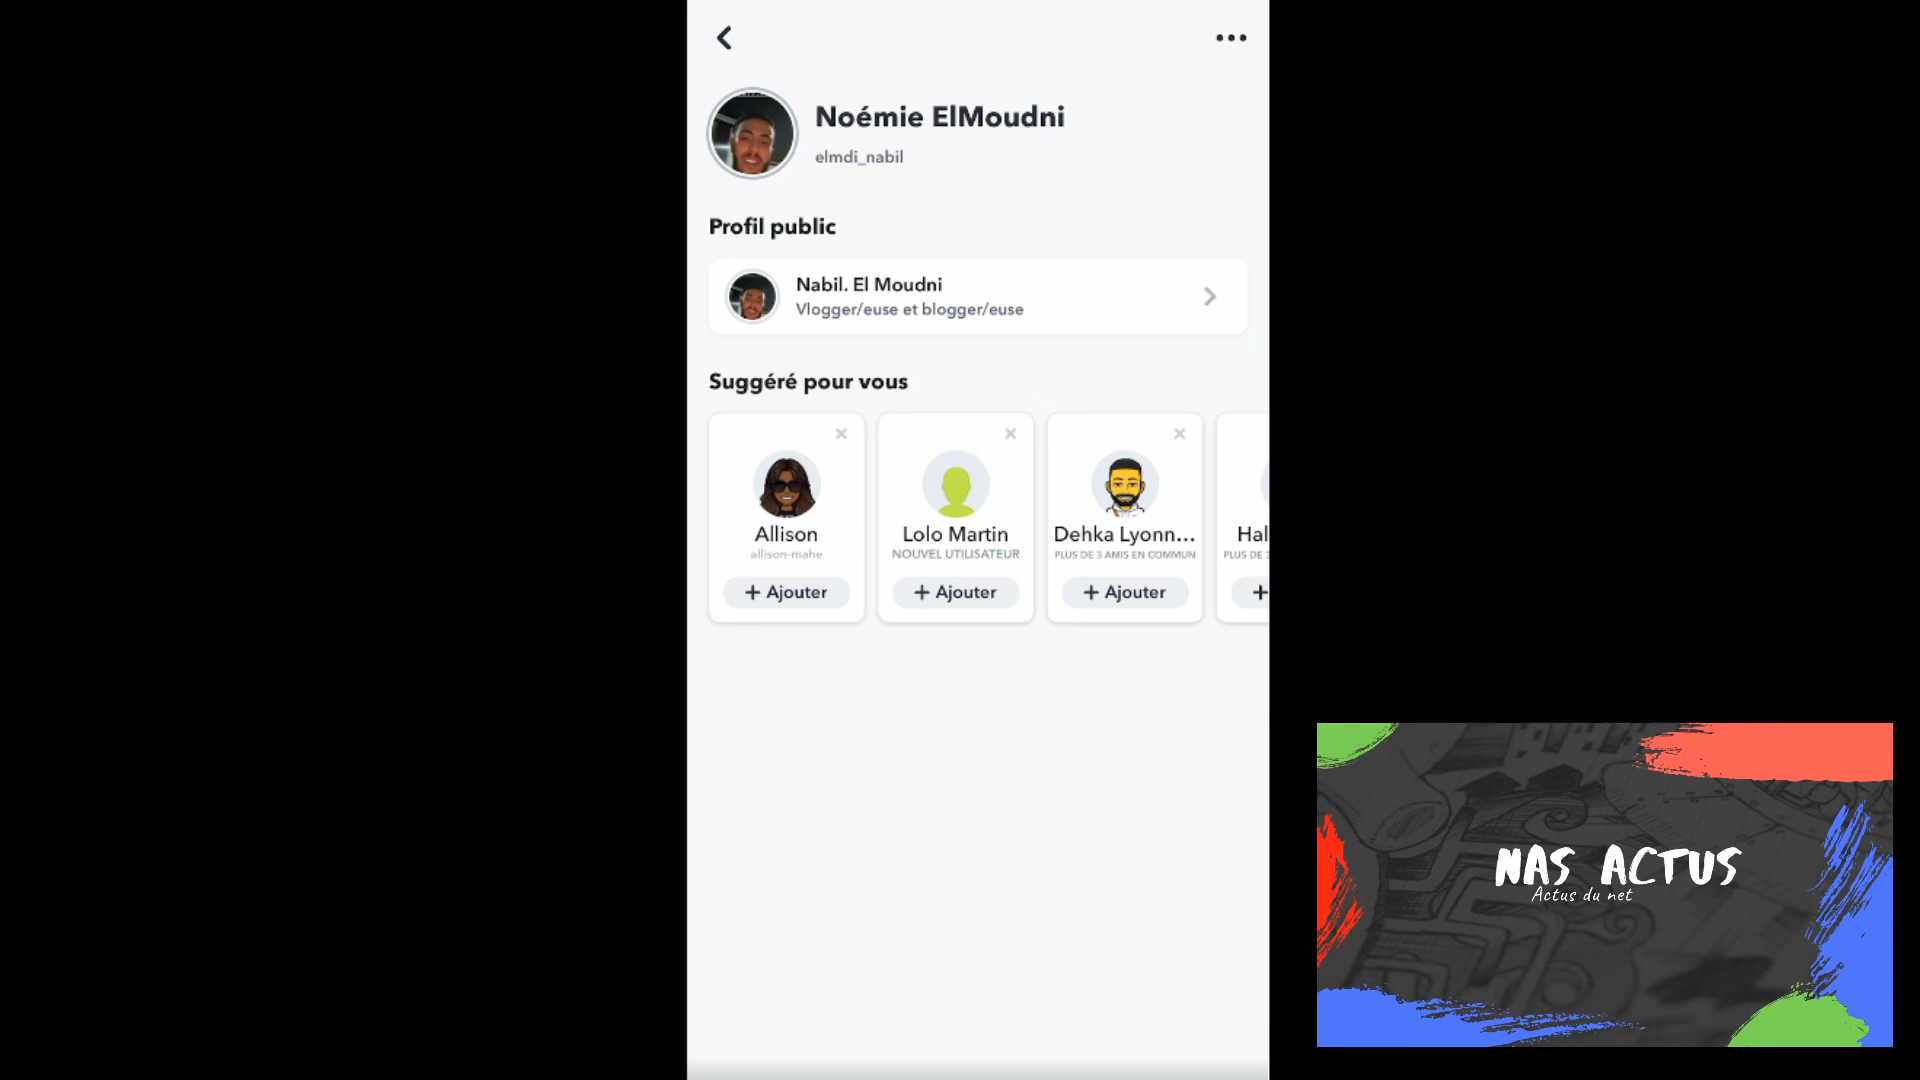 Noémie ElMoudni
elmdi_nabil
Profil public
Nabil. El Moudni
Vlogger/euse et blogger/euse
Suggéré pour vous
Allison
allison-mahe
+ Ajouter
Lolo Martin
NOUVEL UTILISATEUR
+ Ajouter
Dehka Lyonn...
PLUS DE 3 AMIS EN COMMUN
+ Ajouter
Hal
PLUS DE 3
+
NAS ACTUS
Actus du net